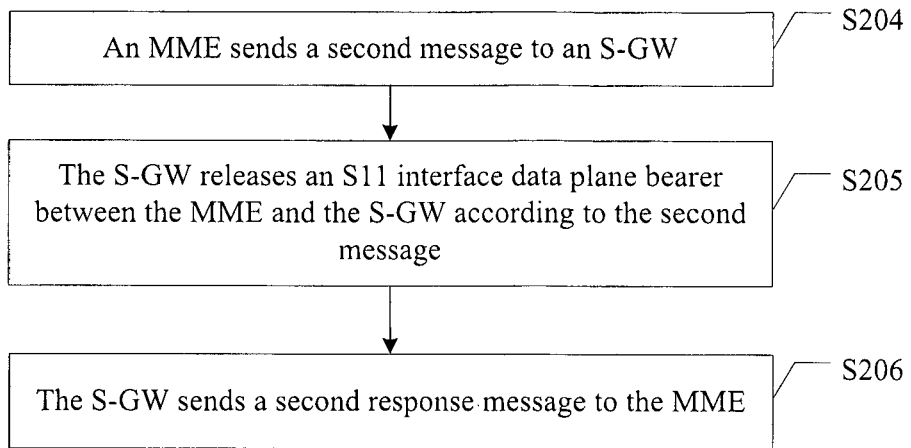 An MME sends a second message to an S-GW
S204
The S-GW releases an S11 interface data plane bearer
between the MME and the S-GW according to the second
message
S205
The S-GW sends a second response message to the MME
S206